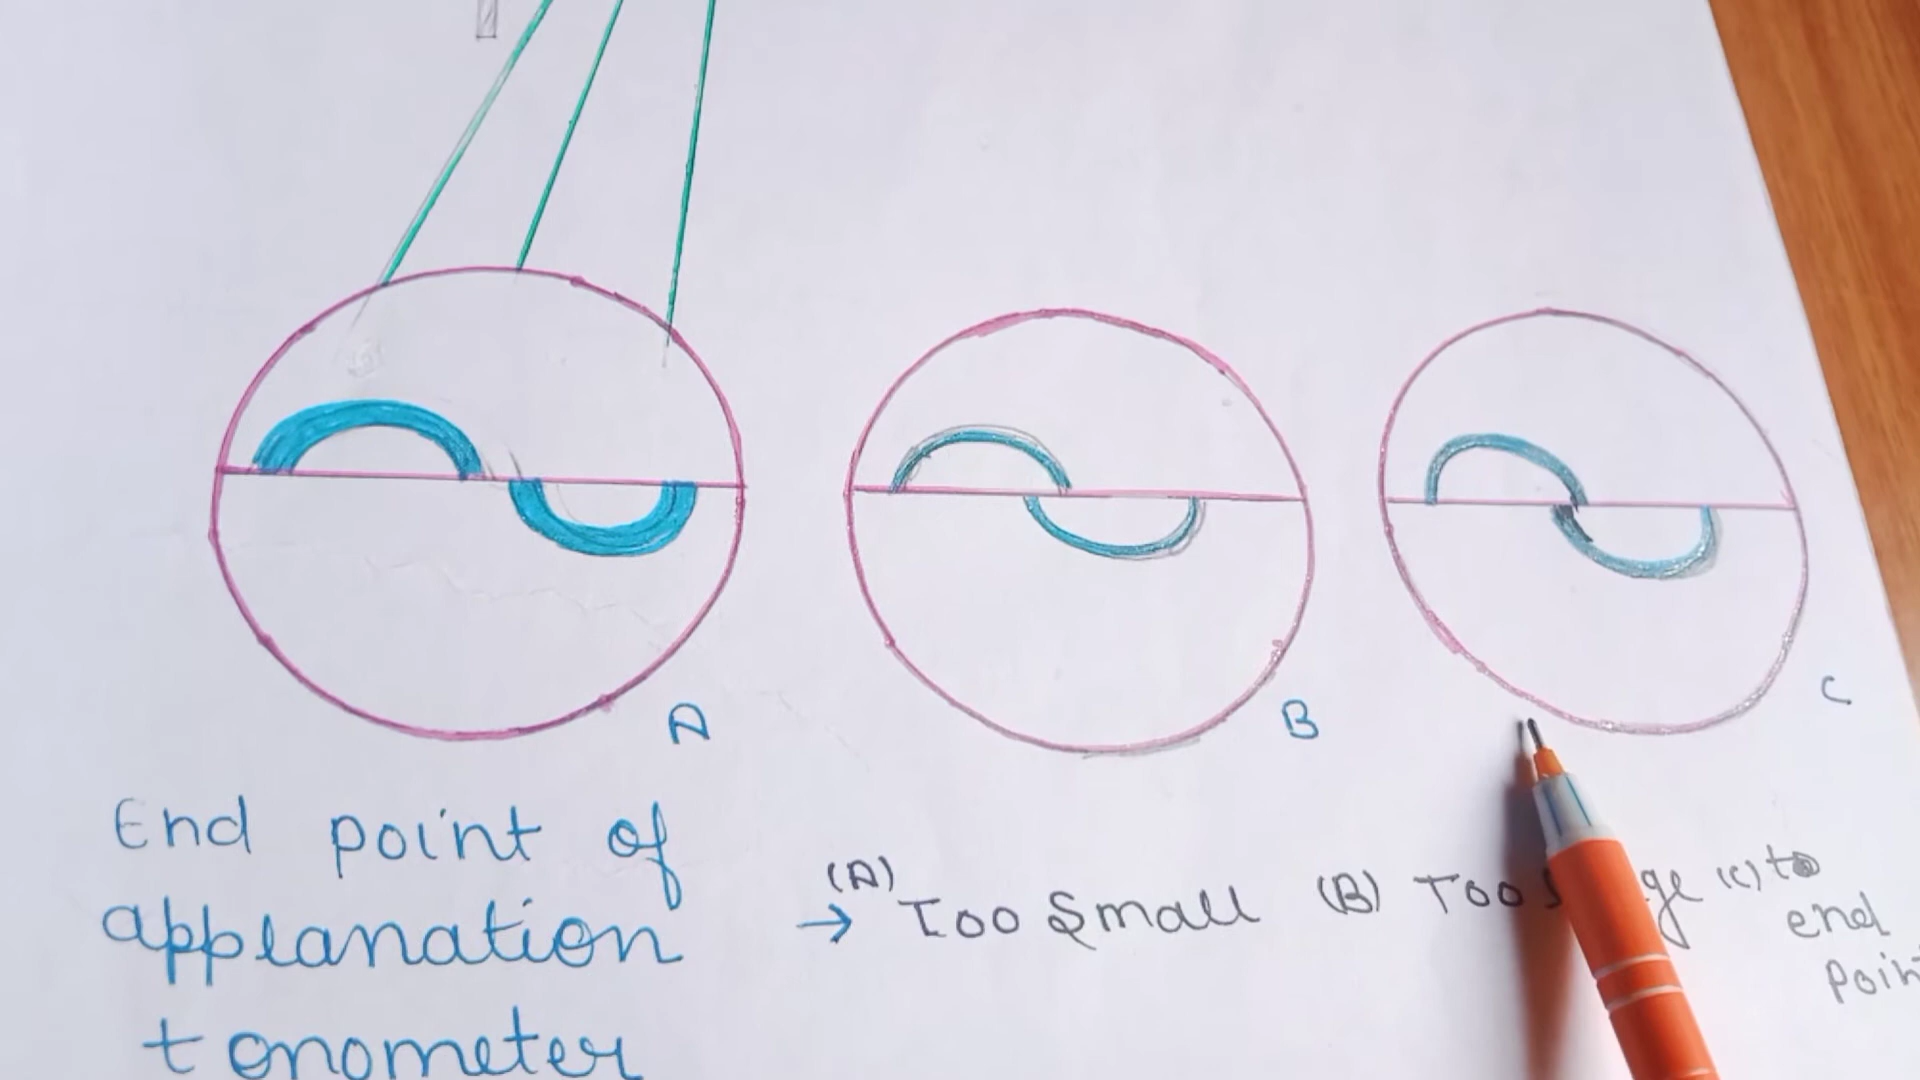 A
B
C
End point of
applanation
tonometer
(A)
→ Too Small (B) Too (C) to
end